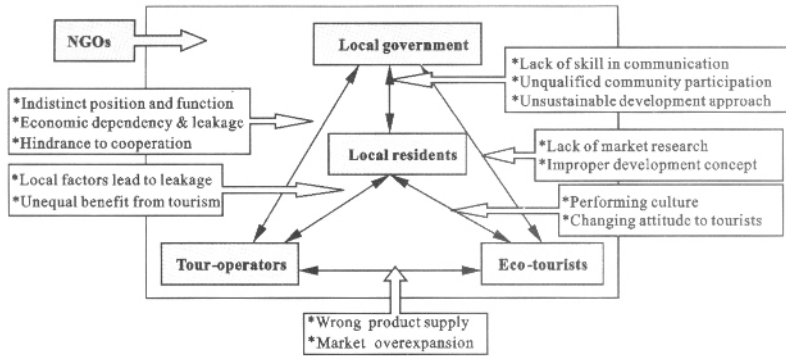 NGOs
Local government
*Lack of skill in communication
*Unqualified community participation
*Unsustainable development approach
*Indistinct position and function
*Economic dependency & leakage
*Hindrance to cooperation
Local residents
*Lack of market research
*Improper development concept
*Local factors lead to leakage
*Unequal benefit from tourism
*Performing culture
*Changing attitude to tourists
Tour-operators
Eco-tourists
*Wrong product supply
*Market overexpansion